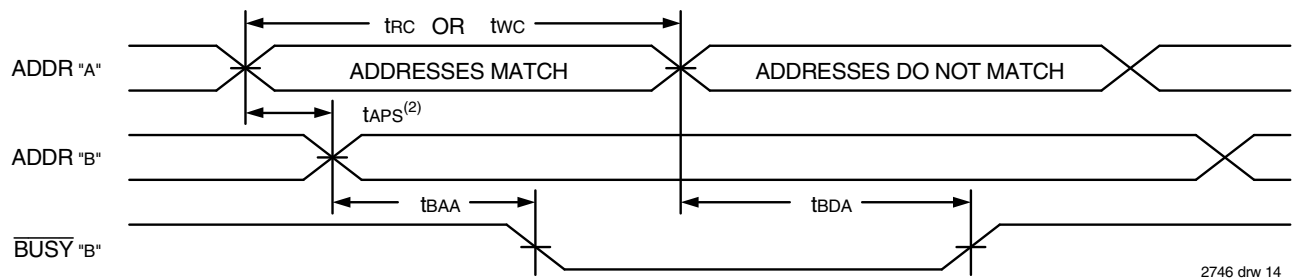 tRC OR tWC
ADDR "A"
ADDRESSES MATCH
ADDRESSES DO NOT MATCH
tAPS(2)
ADDR "B"
tBAA
tBDA
BUSY "B"
2746 drw 14